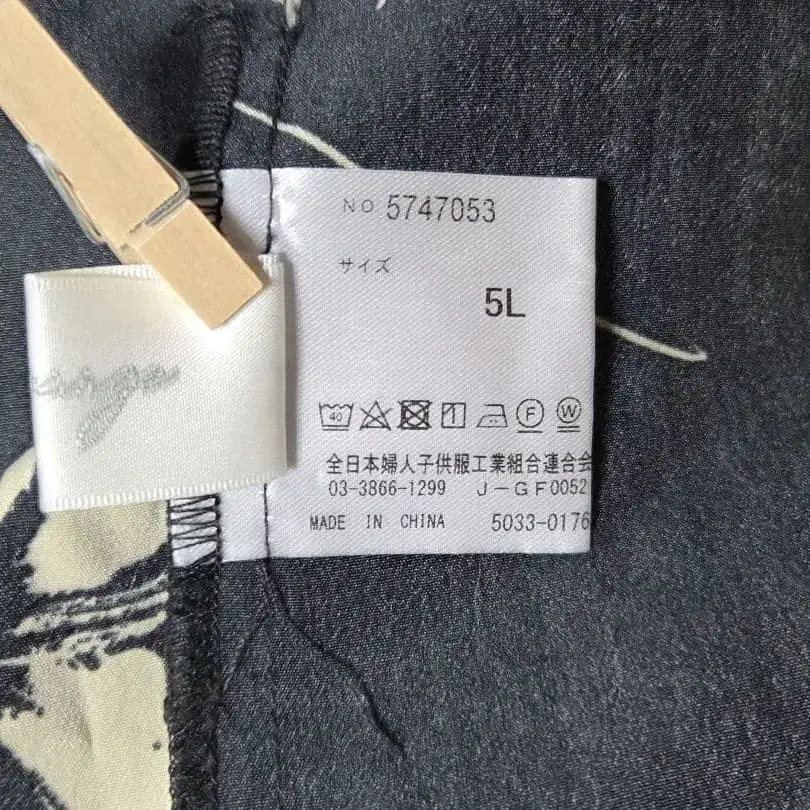 NO 5747053
サイズ
5L
40 F W
全日本婦人子供服工業組合連合会
03-3866-1299 J-GF0052
MADE IN CHINA 5033-0176